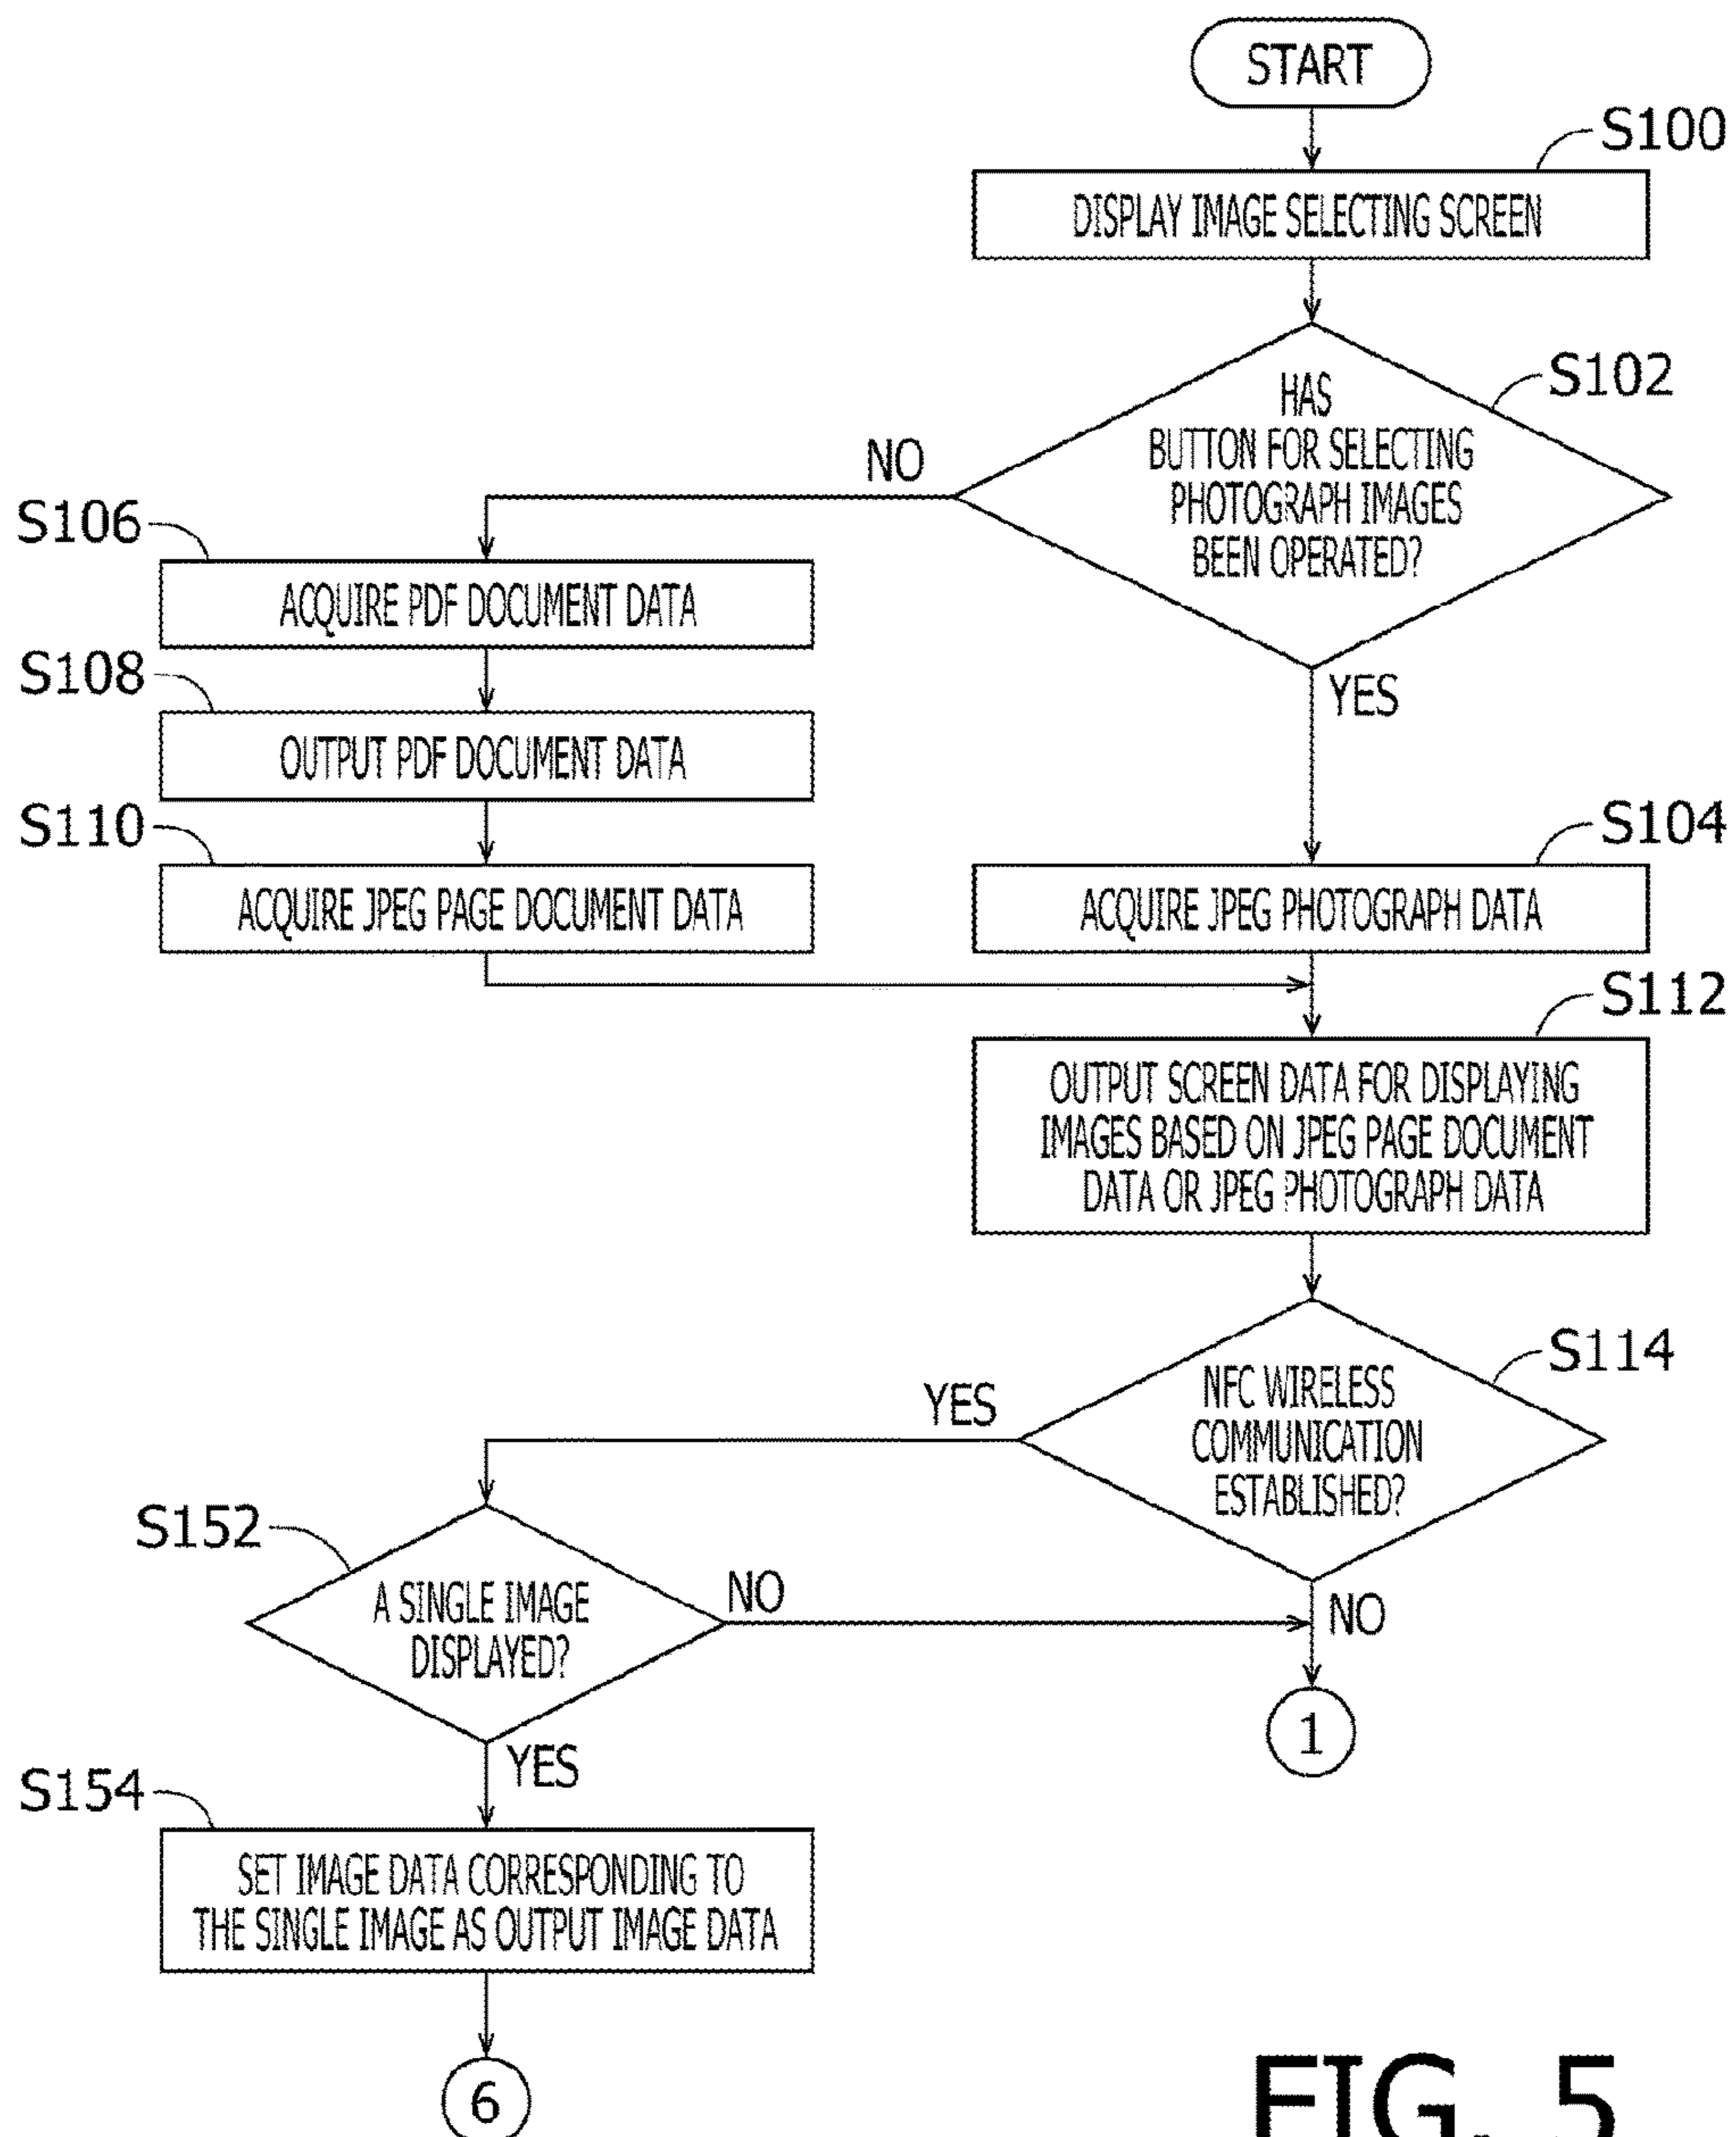 START
S100
DISPLAY IMAGE SELECTING SCREEN
S102
HAS
BUTTON FOR SELECTING
PHOTOGRAPH IMAGES
BEEN OPERATED?
NO
YES
S106
ACQUIRE PDF DOCUMENT DATA
S108
OUTPUT PDF DOCUMENT DATA
S110
ACQUIRE JPEG PAGE DOCUMENT DATA
S104
ACQUIRE JPEG PHOTOGRAPH DATA
S112
OUTPUT SCREEN DATA FOR DISPLAYING
IMAGES BASED ON JPEG PAGE DOCUMENT
DATA OR JPEG PHOTOGRAPH DATA
S114
NFC WIRELESS
COMMUNICATION
ESTABLISHED?
YES
NO
S152
A SINGLE IMAGE
DISPLAYED?
NO
YES
1
S154
SET IMAGE DATA CORRESPONDING TO
THE SINGLE IMAGE AS OUTPUT IMAGE DATA
6
FIG. 5